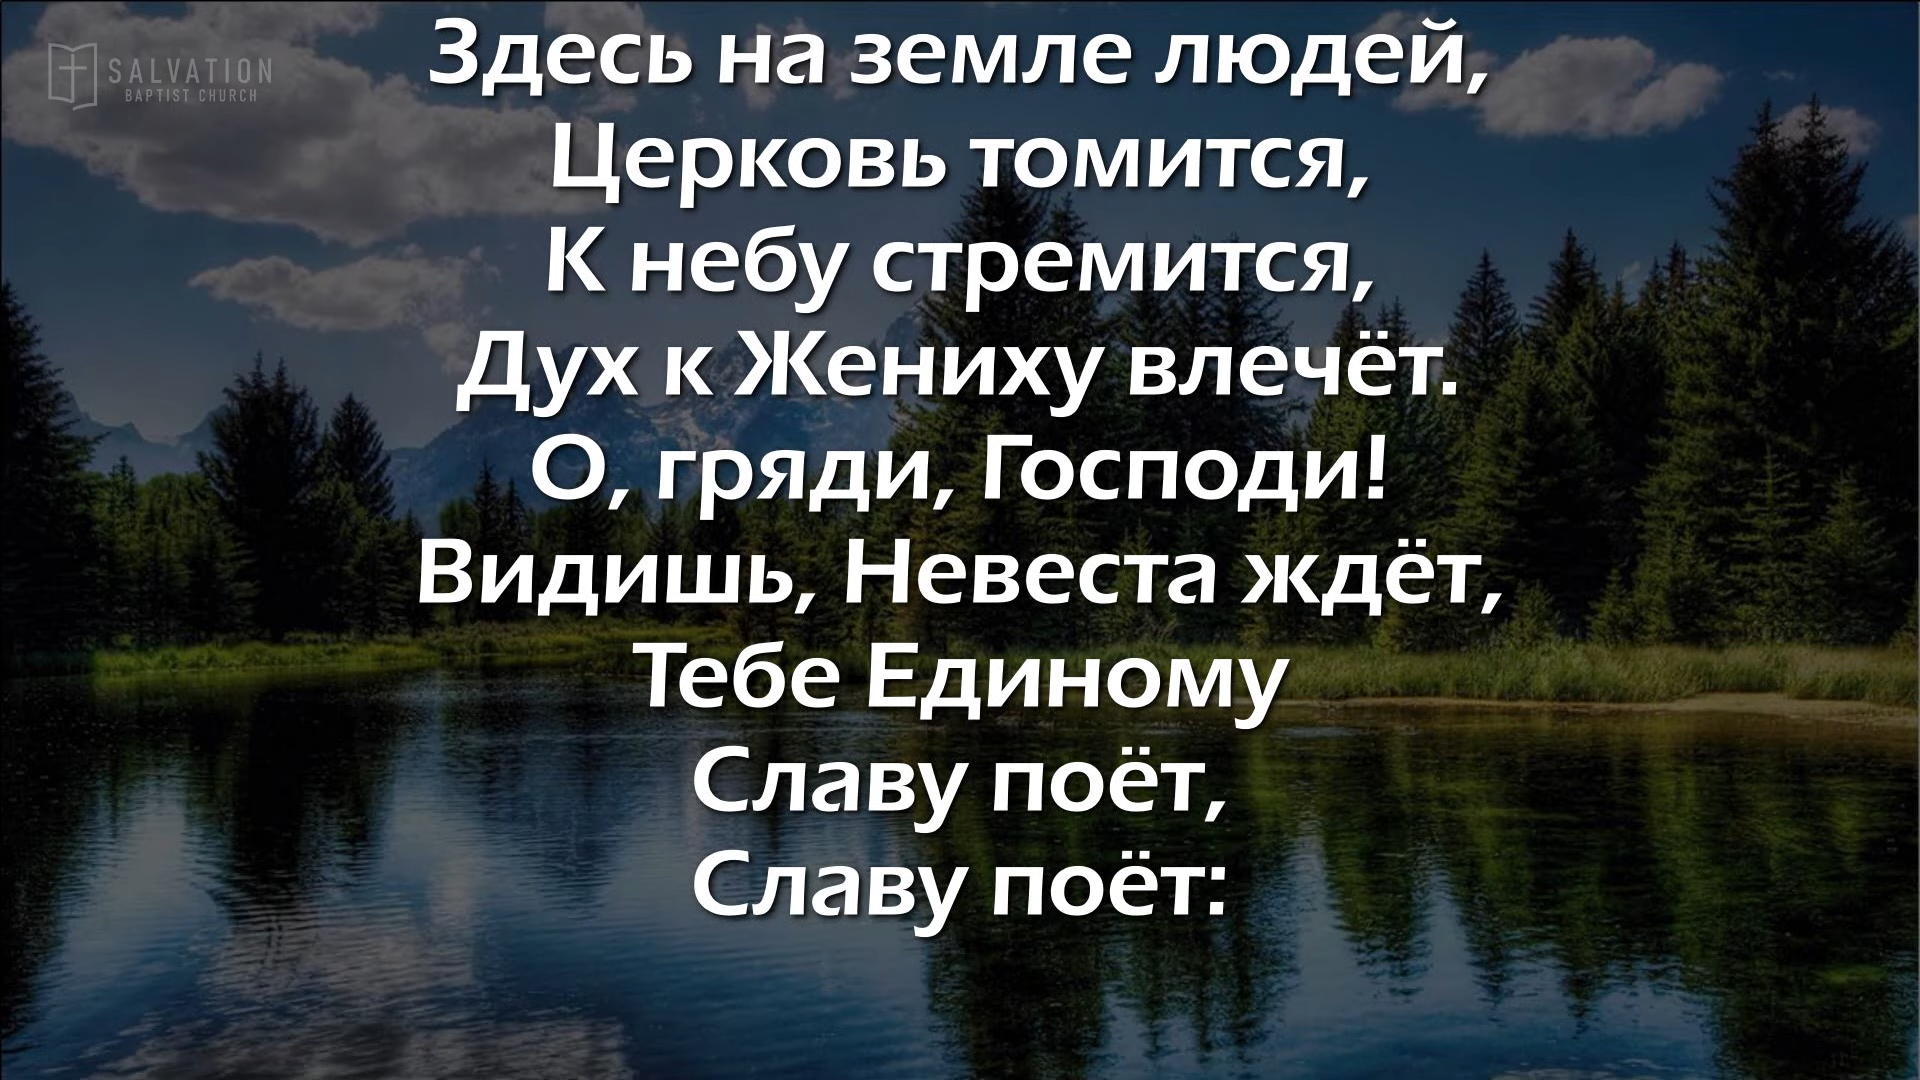 SALVATION
BAPTIST CHURCH
Здесь на земле людей,
Церковь томится,
К небу стремится,
Дух к Жениху влечёт.
О, гряди, Господи!
Видишь, Невеста ждёт,
Тебе Единому
Славу поёт,
Славу поёт: